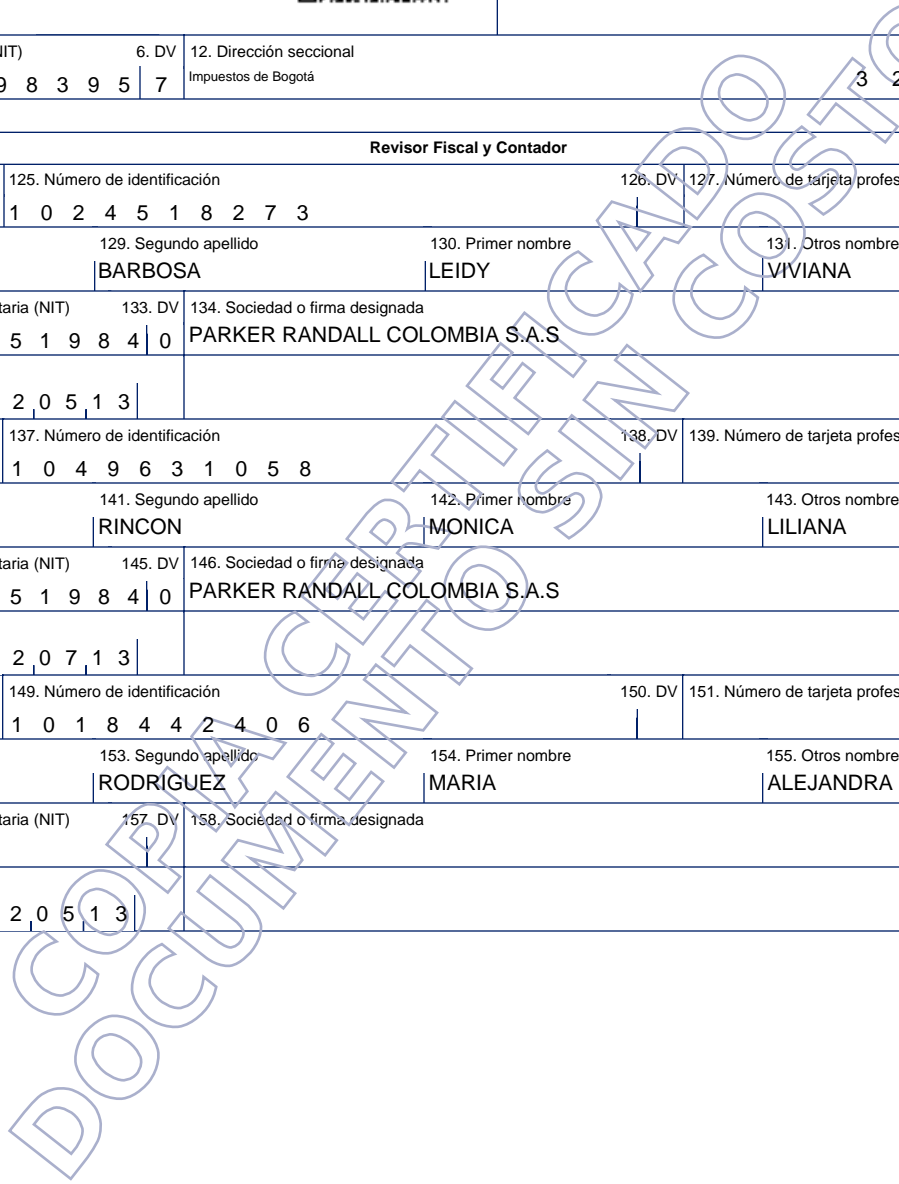 NIT) 6. DV 12. Dirección seccional
9 8 3 9 5 7 Impuestos de Bogotá 3 2
Revisor Fiscal y Contador
125. Número de identificación 126. DV 127. Número de tarjeta profes
1 0 2 4 5 1 8 2 7 3
129. Segundo apellido 130. Primer nombre 131. Otros nombre
BARBOSA LEIDY VIVIANA
taria (NIT) 133. DV 134. Sociedad o firma designada
5 1 9 8 4 0 PARKER RANDALL COLOMBIA S.A.S
2 0 5 1 3
137. Número de identificación 138. DV 139. Número de tarjeta profes
1 0 4 9 6 3 1 0 5 8
141. Segundo apellido 142. Primer nombre 143. Otros nombre
RINCON MONICA LILIANA
taria (NIT) 145. DV 146. Sociedad o firma designada
5 1 9 8 4 0 PARKER RANDALL COLOMBIA S.A.S
2 0 7 1 3
149. Número de identificación 150. DV 151. Número de tarjeta profes
1 0 1 8 4 4 2 4 0 6
153. Segundo apellido 154. Primer nombre 155. Otros nombre
RODRIGUEZ MARIA ALEJANDRA
taria (NIT) 157. DV 158. Sociedad o firma designada
2 0 5 1 3
COPIA CERTIFICADO
DOCUMENTO SIN COSTO